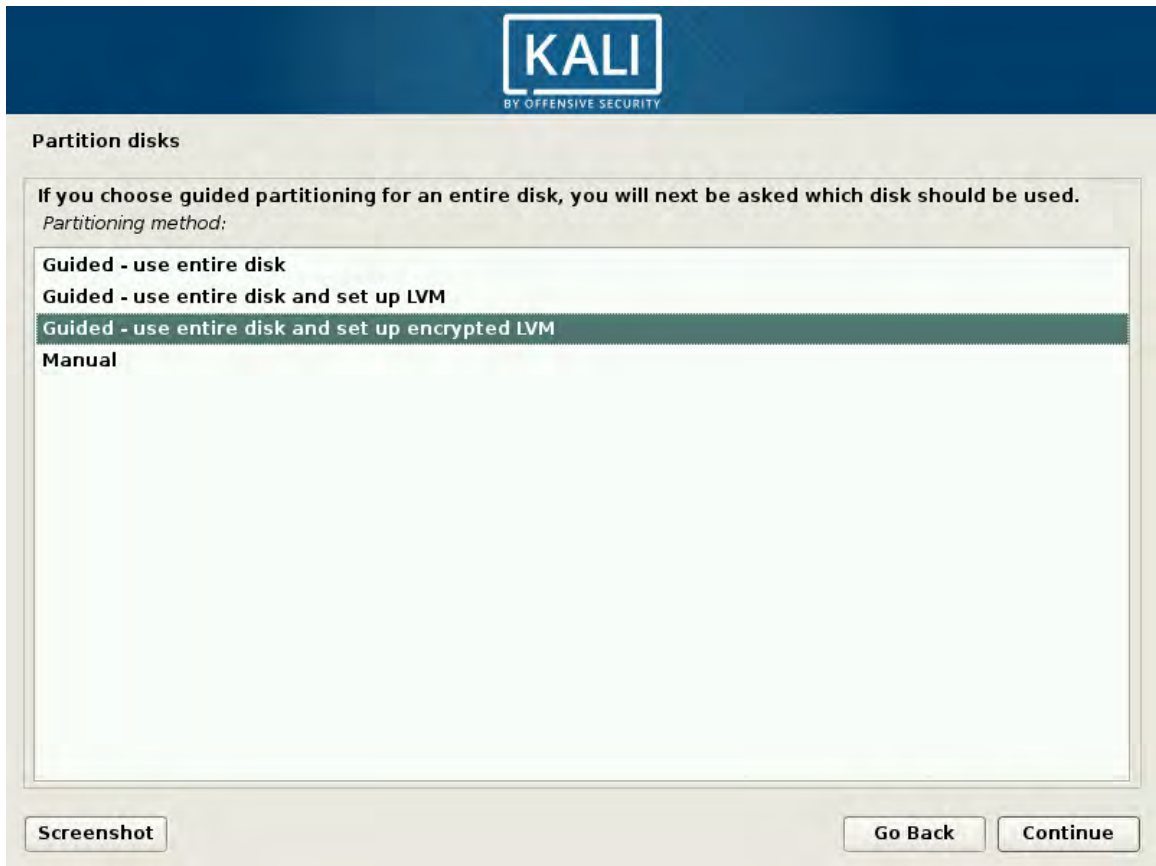 KALI
BY OFFENSIVE SECURITY
Partition disks
If you choose guided partitioning for an entire disk, you will next be asked which disk should be used.
Partitioning method:
Guided - use entire disk
Guided - use entire disk and set up LVM
Guided - use entire disk and set up encrypted LVM
Manual
Screenshot
Go Back
Continue